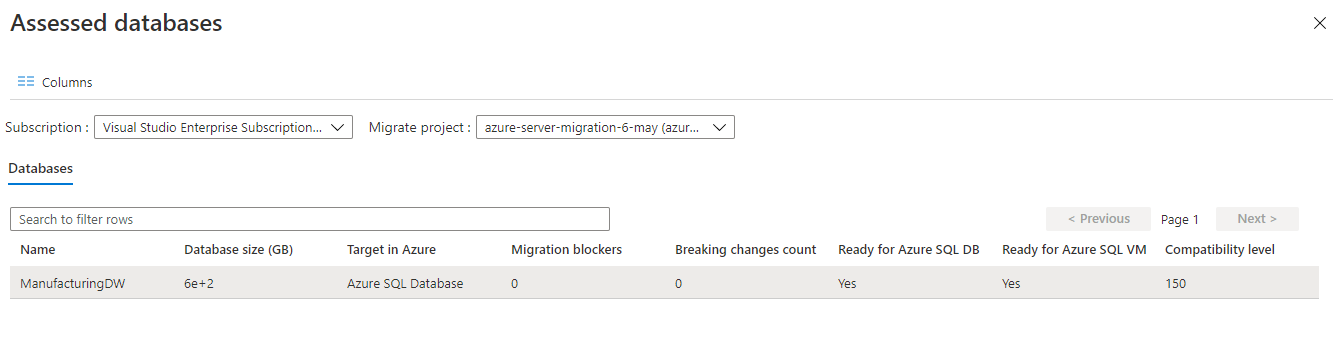 Assessed databases
Columns
Subscription : Visual Studio Enterprise Subscription... Migrate project : azure-server-migration-6-may (azur...
Databases
Search to filter rows < Previous Page 1 Next >
Name Database size (GB) Target in Azure Migration blockers Breaking changes count Ready for Azure SQL DB Ready for Azure SQL VM Compatibility level
ManufacturingDW 6e+2 Azure SQL Database 0 0 Yes Yes 150